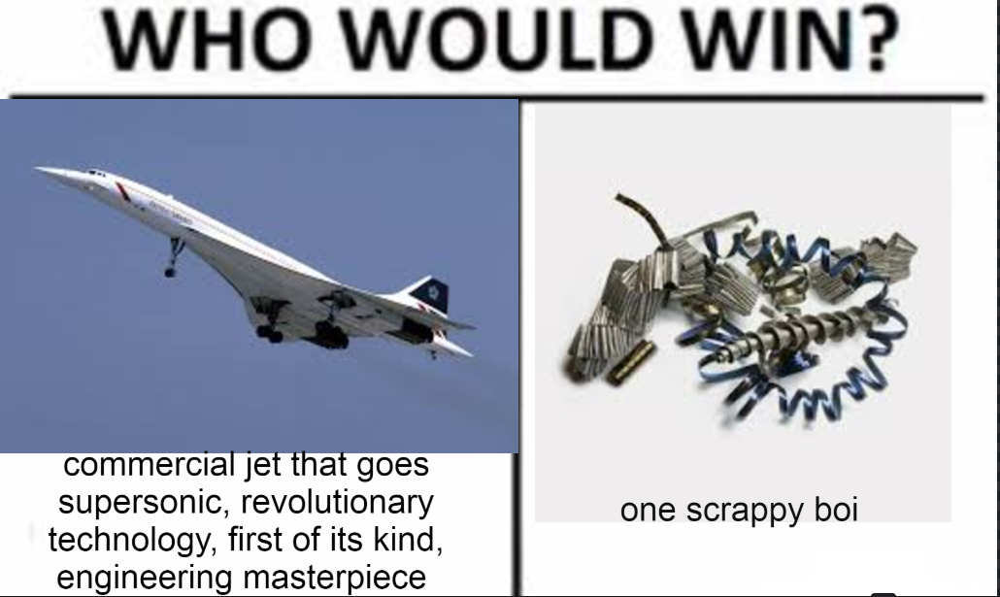 WHO WOULD WIN?
commercial jet that goes
supersonic, revolutionary
technology, first of its kind,
engineering masterpiece
one scrappy boi